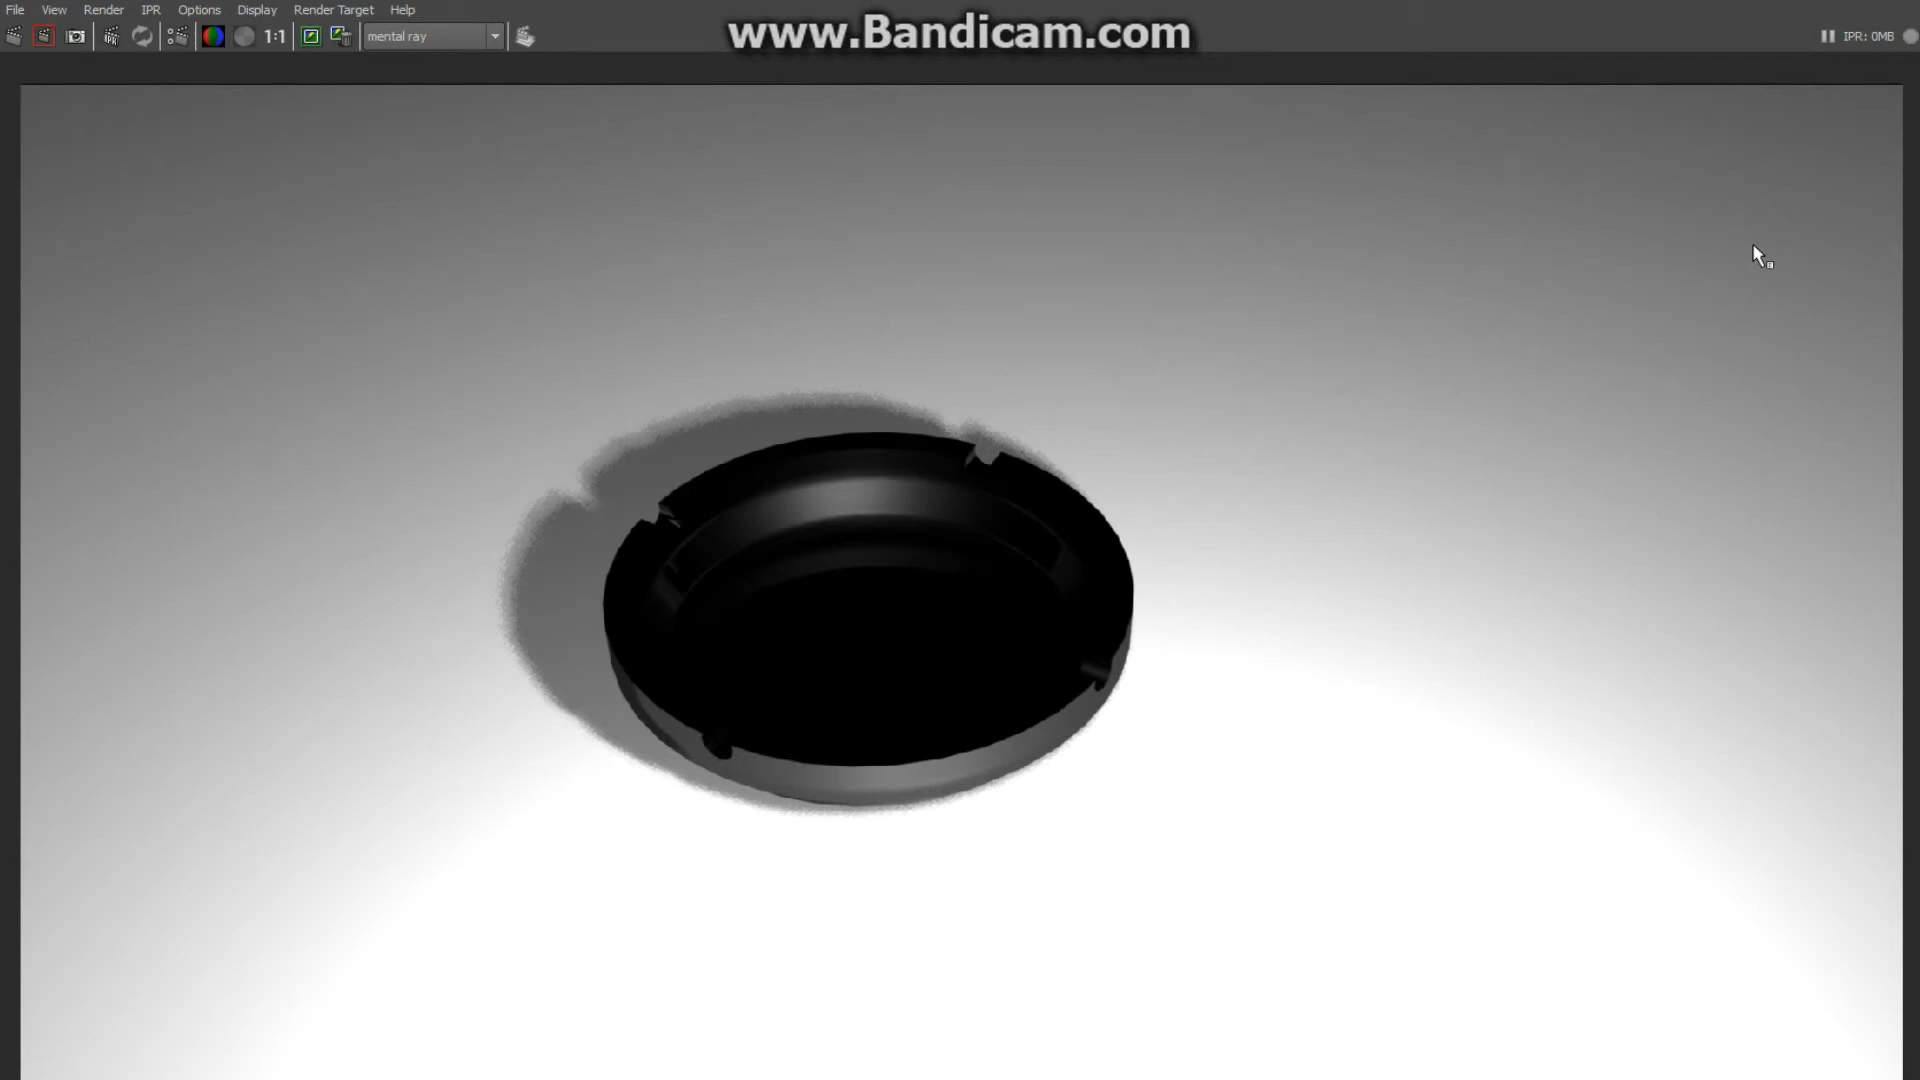 File View Render IPR Options Display Render Target Help
1:1 mental ray IPR: 0MB
www.Bandicam.com